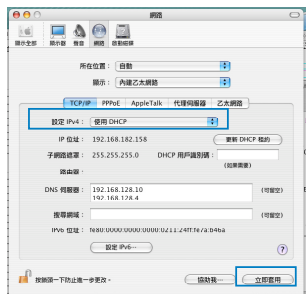 網路
顯示全部 顯示器 聲音 網路 啟動磁碟
所在位置： 自動
顯示： 內建乙太網路
TCP/IP PPPoE AppleTalk 代理伺服器 乙太網路
設定 IPv4： 使用 DHCP
IP 位址： 192.168.182.158 更新 DHCP 租約
子網路遮罩： 255.255.255.0 DHCP 用戶識別碼：
(如果需要)
路由器：
DNS 伺服器： 192.168.128.10 (可留空)
192.168.128.4
搜尋網域： (可留空)
IPv6 位址： fe80:0000:0000:0000:0211:24ff:fe7a:b46a
設定 IPv6…
?
按鎖頭一下防止進一步更改。 協助我… 立即套用